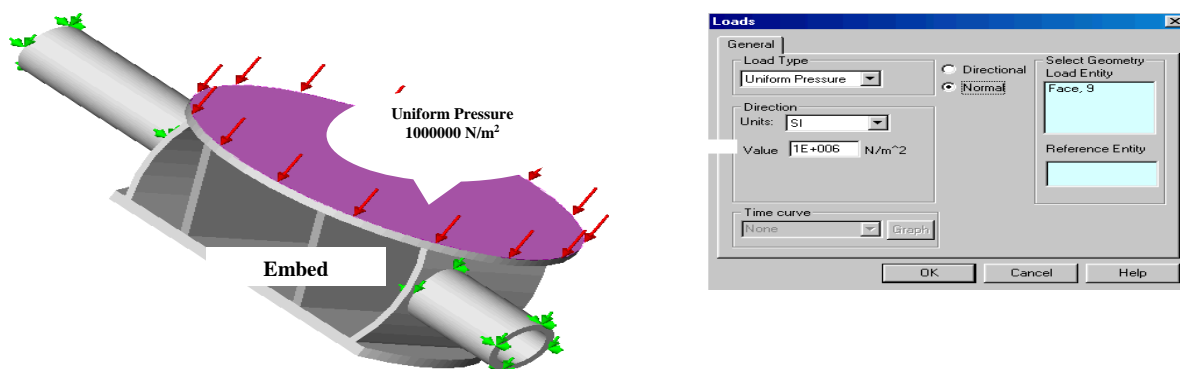 Uniform Pressure
1000000 N/m²
Embed
Loads
General
Load Type
Uniform Pressure
Directional
Normal
Select Geometry
Load Entity
Face, 9
Direction
Units: SI
Value 1E+006 N/m^2
Reference Entity
Time curve
None Graph
OK Cancel Help